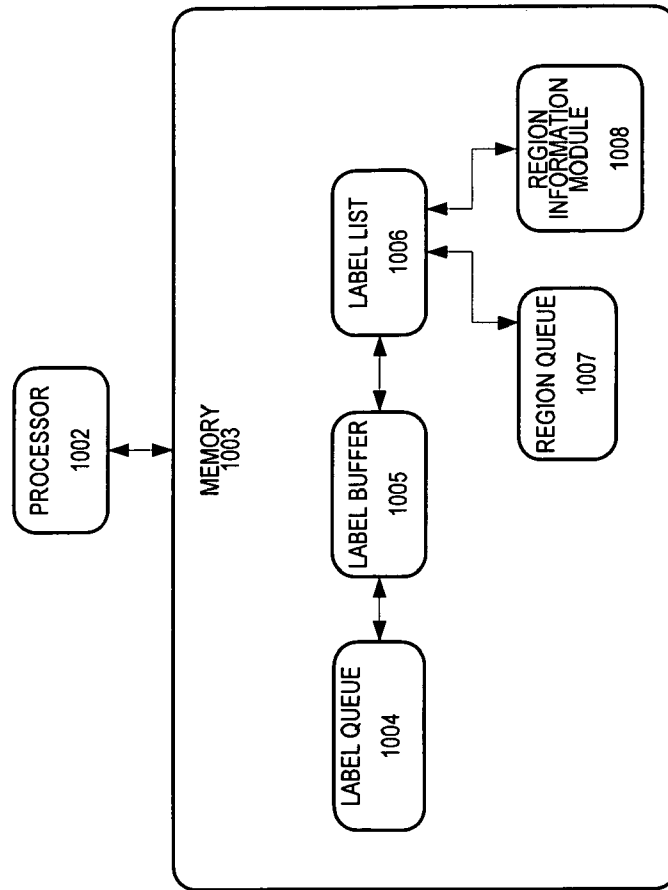 PROCESSOR
1002
MEMORY
1003
LABEL QUEUE
1004
LABEL BUFFER
1005
LABEL LIST
1006
REGION QUEUE
1007
REGION
INFORMATION
MODULE
1008